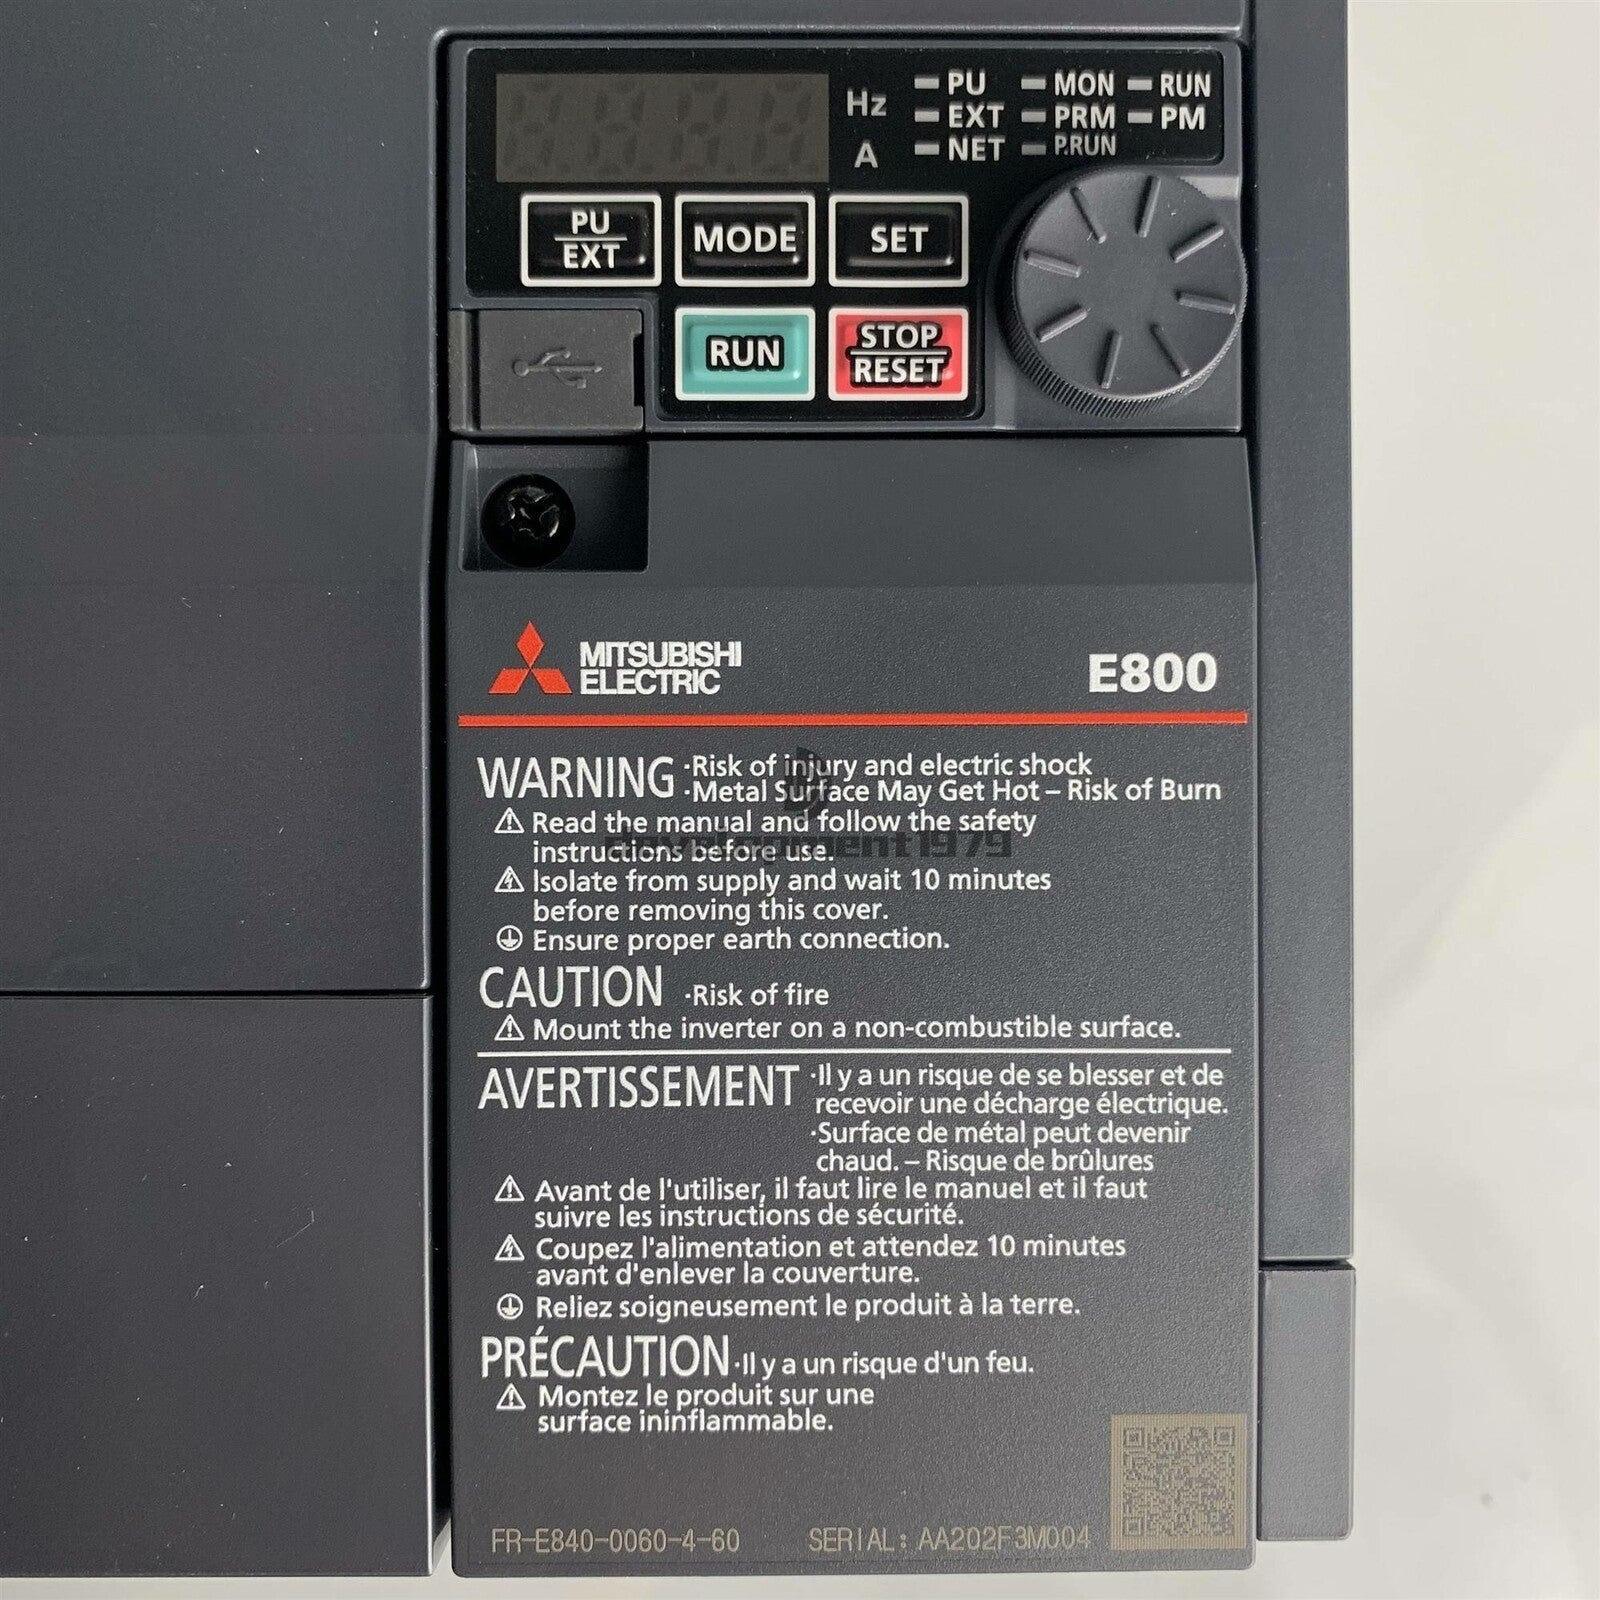 Hz
A
PU
EXT
NET
MON
PRM
P.RUN
RUN
PM
PU
EXT
MODE
SET
RUN
STOP
RESET
MITSUBISHI
ELECTRIC
E800
WARNING ·Risk of injury and electric shock
·Metal Surface May Get Hot – Risk of Burn
Read the manual and follow the safety
instructions before use.
development1979
Isolate from supply and wait 10 minutes
before removing this cover.
Ensure proper earth connection.
CAUTION ·Risk of fire
Mount the inverter on a non-combustible surface.
AVERTISSEMENT ·Il y a un risque de se blesser et de
recevoir une décharge électrique.
·Surface de métal peut devenir
chaud. – Risque de brûlures
Avant de l'utiliser, il faut lire le manuel et il faut
suivre les instructions de sécurité.
Coupez l'alimentation et attendez 10 minutes
avant d'enlever la couverture.
Reliez soigneusement le produit à la terre.
PRÉCAUTION ·Il y a un risque d'un feu.
Montez le produit sur une
surface ininflammable.
FR-E840-0060-4-60 SERIAL: AA202F3M004